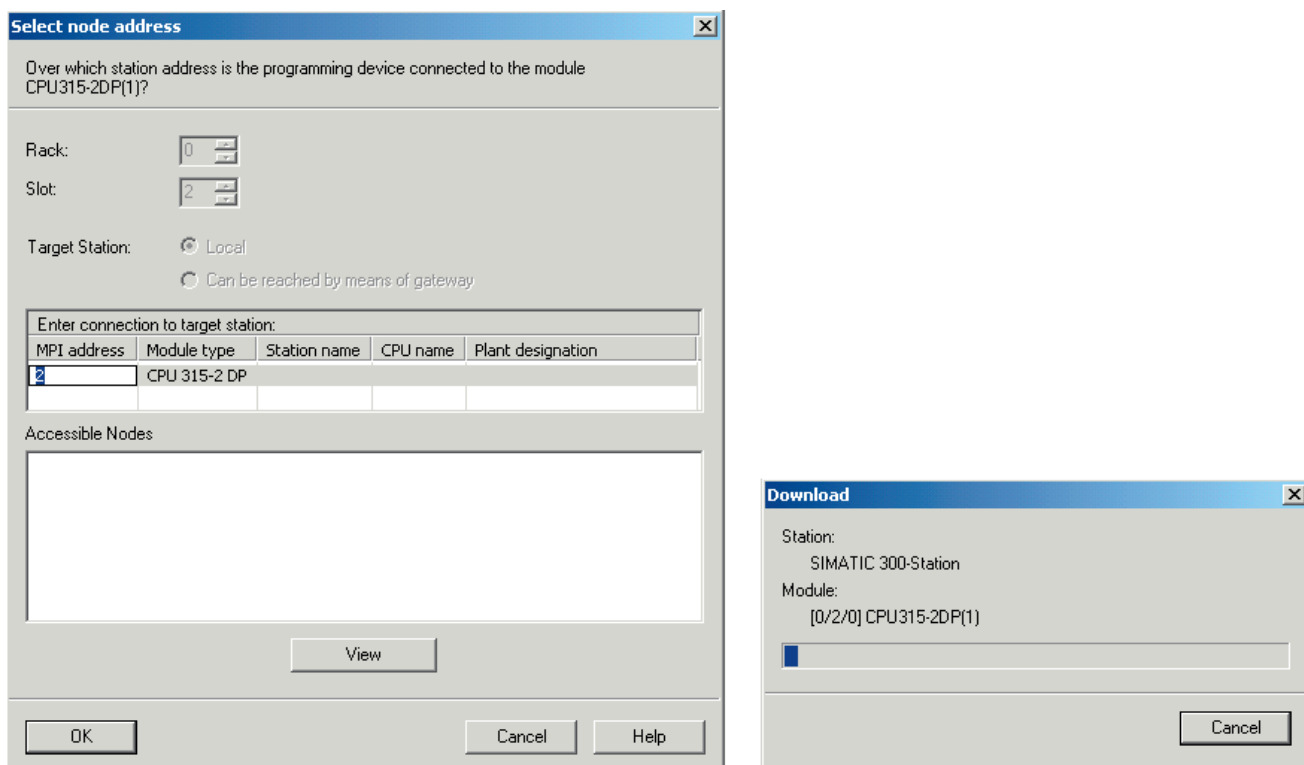 Select node address
Over which station address is the programming device connected to the module
CPU315-2DP(1)?
Rack:
0
Slot:
2
Target Station:
Local
Can be reached by means of gateway
Enter connection to target station:
MPI address Module type Station name CPU name Plant designation
2 CPU 315-2 DP
Accessible Nodes
View
OK Cancel Help
Download
Station:
SIMATIC 300-Station
Module:
[0/2/0] CPU315-2DP(1)
Cancel